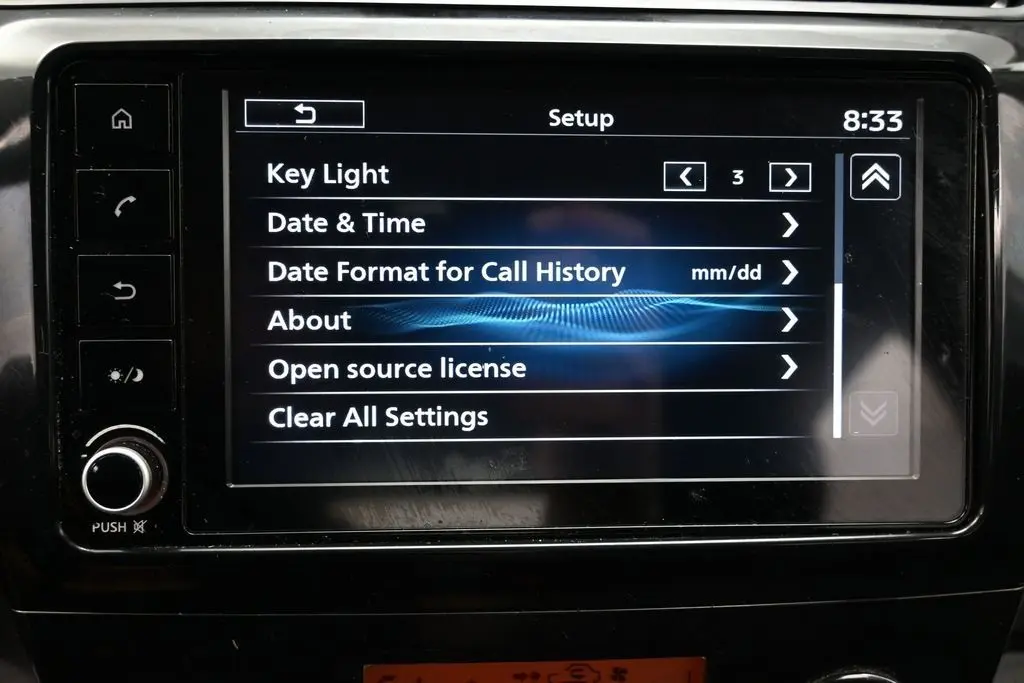 Setup
8:33
Key Light 3
Date & Time
Date Format for Call History mm/dd
About
Open source license
Clear All Settings
PUSH